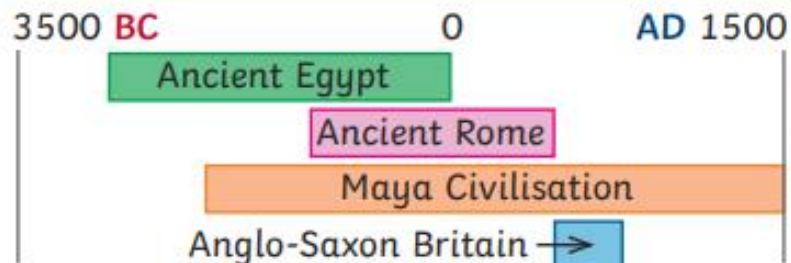 3500 BC 0 AD 1500
Ancient Egypt
Ancient Rome
Maya Civilisation
Anglo-Saxon Britain